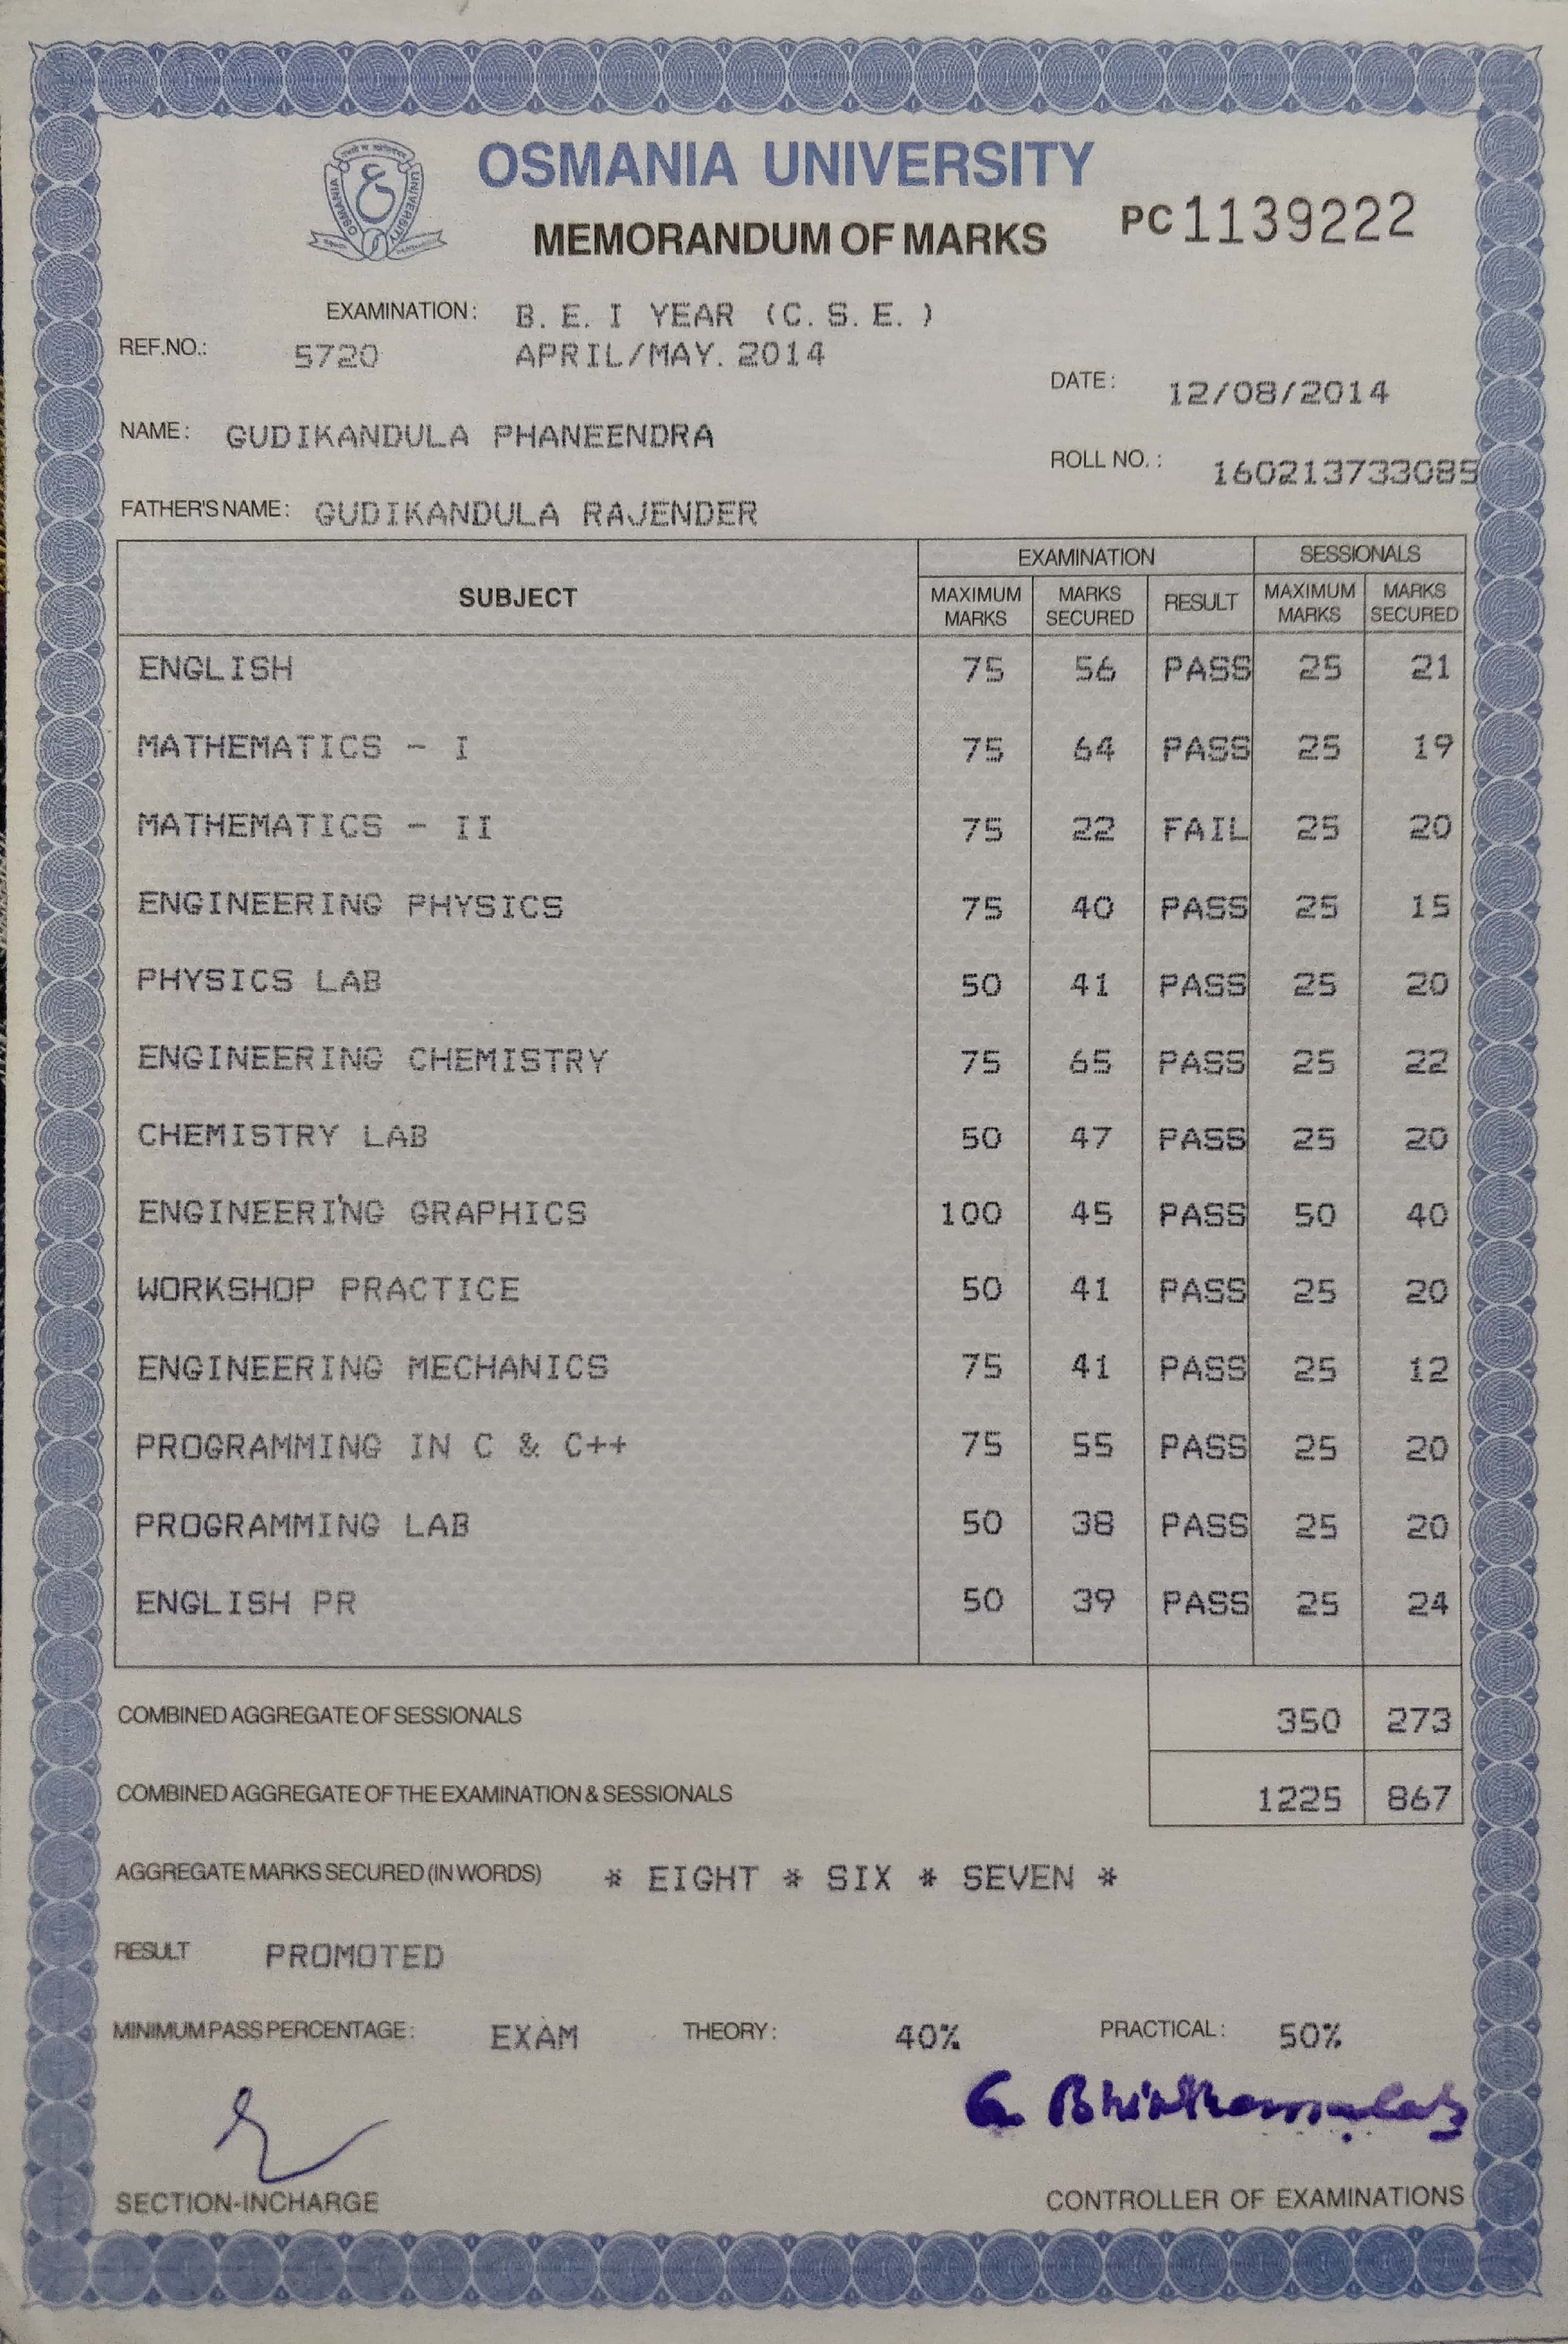 OSMANIA UNIVERSITY
OSMANIA UNIVERSITY
MEMORANDUM OF MARKS
PC 1139222
EXAMINATION: B. E. I YEAR (C. S. E. )
REF.NO.: 5720 APRIL/MAY. 2014
DATE: 12/08/2014
NAME: GUDIKANDULA PHANEENDRA
ROLL NO. : 160213733085
FATHER'S NAME: GUDIKANDULA RAJENDER
SUBJECT EXAMINATION SESSIONALS
MAXIMUM MARKS MARKS SECURED RESULT MAXIMUM MARKS MARKS SECURED
ENGLISH 75 56 PASS 25 21
MATHEMATICS - I 75 64 PASS 25 19
MATHEMATICS - II 75 22 FAIL 25 20
ENGINEERING PHYSICS 75 40 PASS 25 15
PHYSICS LAB 50 41 PASS 25 20
ENGINEERING CHEMISTRY 75 65 PASS 25 22
CHEMISTRY LAB 50 47 PASS 25 20
ENGINEERING GRAPHICS 100 45 PASS 50 40
WORKSHOP PRACTICE 50 41 PASS 25 20
ENGINEERING MECHANICS 75 41 PASS 25 12
PROGRAMMING IN C & C++ 75 55 PASS 25 20
PROGRAMMING LAB 50 38 PASS 25 20
ENGLISH PR 50 39 PASS 25 24
COMBINED AGGREGATE OF SESSIONALS 350 273
COMBINED AGGREGATE OF THE EXAMINATION & SESSIONALS 1225 867
AGGREGATE MARKS SECURED (IN WORDS) * EIGHT * SIX * SEVEN *
RESULT PROMOTED
MINIMUM PASS PERCENTAGE: EXAM THEORY: 40% PRACTICAL: 50%
SECTION-INCHARGE CONTROLLER OF EXAMINATIONS